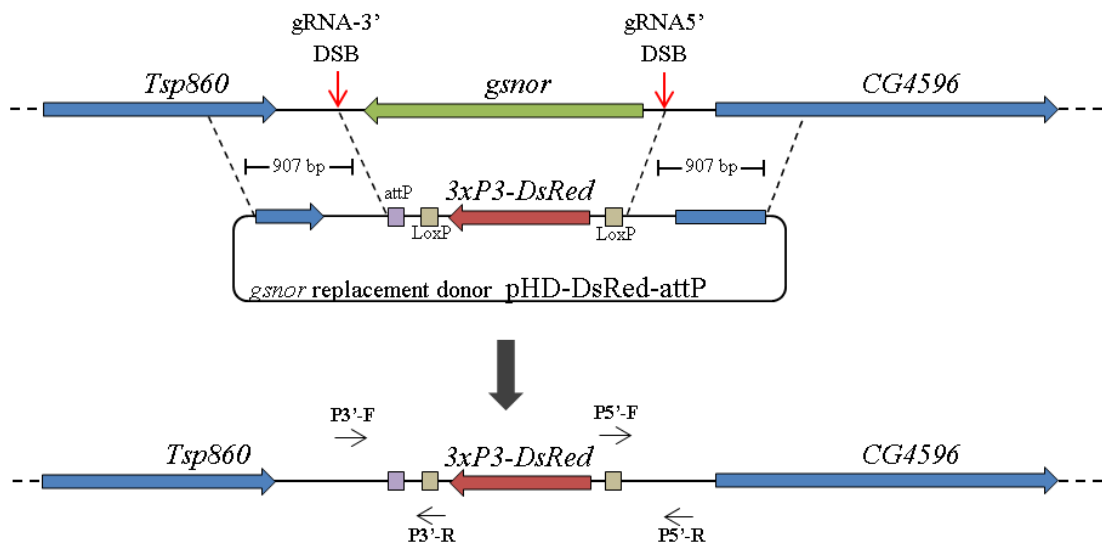 gRNA-3’ gRNA5’
DSB DSB
Tsp860 gsnor CG4596
907 bp 907 bp
attP 3xP3-DsRed
LoxP LoxP
gsnor replacement donor pHD-DsRed-attP
P3’-F P5’-F
Tsp860 3xP3-DsRed CG4596
P3’-R P5’-R